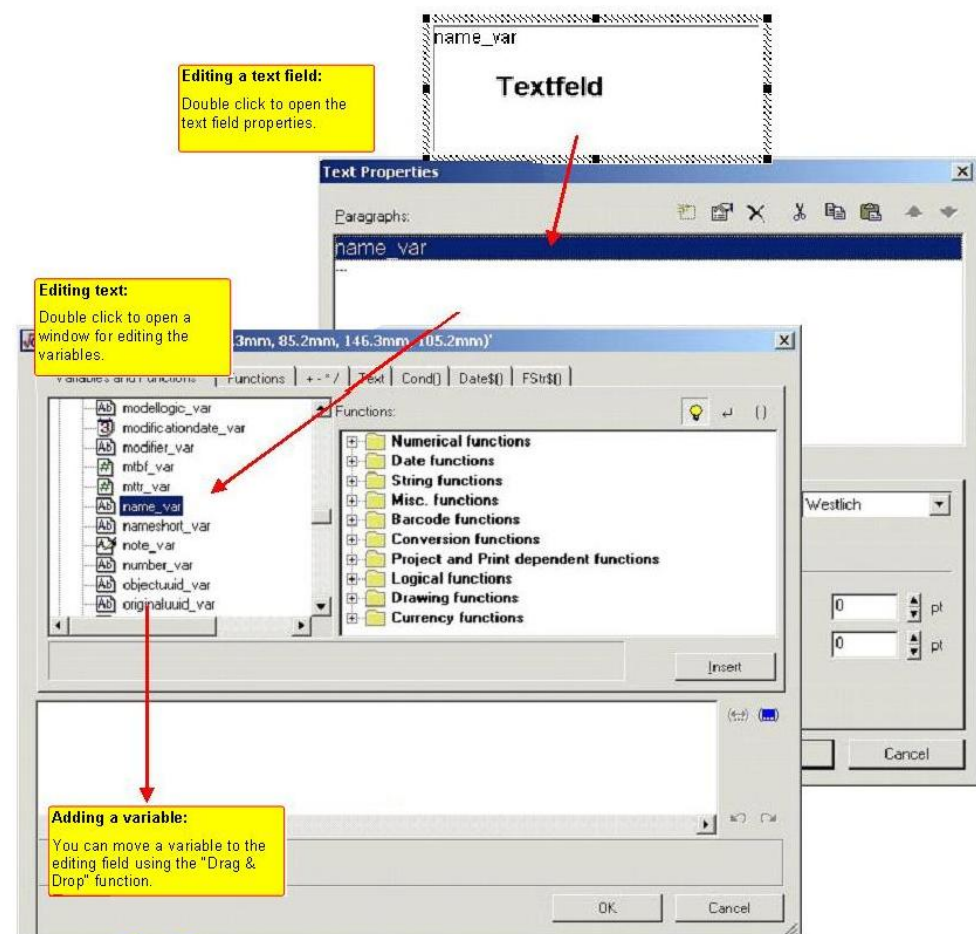 name_var
Textfeld
Editing a text field:
Double click to open the
text field properties.
Text Properties
Paragraphs:
name_var
---
Editing text:
Double click to open a
window for editing the
variables.
.3mm, 85.2mm, 146.3mm, 105.2mm)'
Variables and Functions Functions + - * / Text Cond() Date$() FStr$()
modellogic_var
modificationdate_var
modifier_var
mtbf_var
mttr_var
name_var
nameshort_var
note_var
number_var
objectuuid_var
originaluuid_var
Functions:
Numerical functions
Date functions
String functions
Misc. functions
Barcode functions
Conversion functions
Project and Print dependent functions
Logical functions
Drawing functions
Currency functions
Insert
Westlich
0 pt
0 pt
Cancel
Adding a variable:
You can move a variable to the
editing field using the "Drag &
Drop" function.
OK Cancel